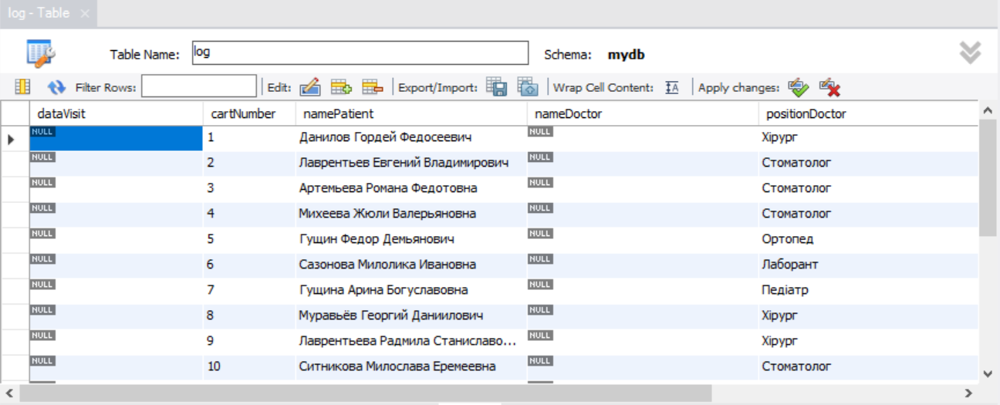 log - Table ×
Table Name: log Schema: mydb
Filter Rows: Edit: Export/Import: Wrap Cell Content: Apply changes:
dataVisit cartNumber namePatient nameDoctor positionDoctor
NULL 1 Данилов Гордей Федосеевич NULL Хірург
NULL 2 Лаврентьев Евгений Владимирович NULL Стоматолог
NULL 3 Артемьева Романа Федотовна NULL Стоматолог
NULL 4 Михеева Жюли Валерьяновна NULL Стоматолог
NULL 5 Гущин Федор Демьянович NULL Ортопед
NULL 6 Сазонова Милолика Ивановна NULL Лаборант
NULL 7 Гущина Арина Богуславовна NULL Педіатр
NULL 8 Муравьёв Георгий Даниилович NULL Хірург
NULL 9 Лаврентьева Радмила Станиславо... NULL Хірург
NULL 10 Ситникова Милослава Еремеевна NULL Стоматолог